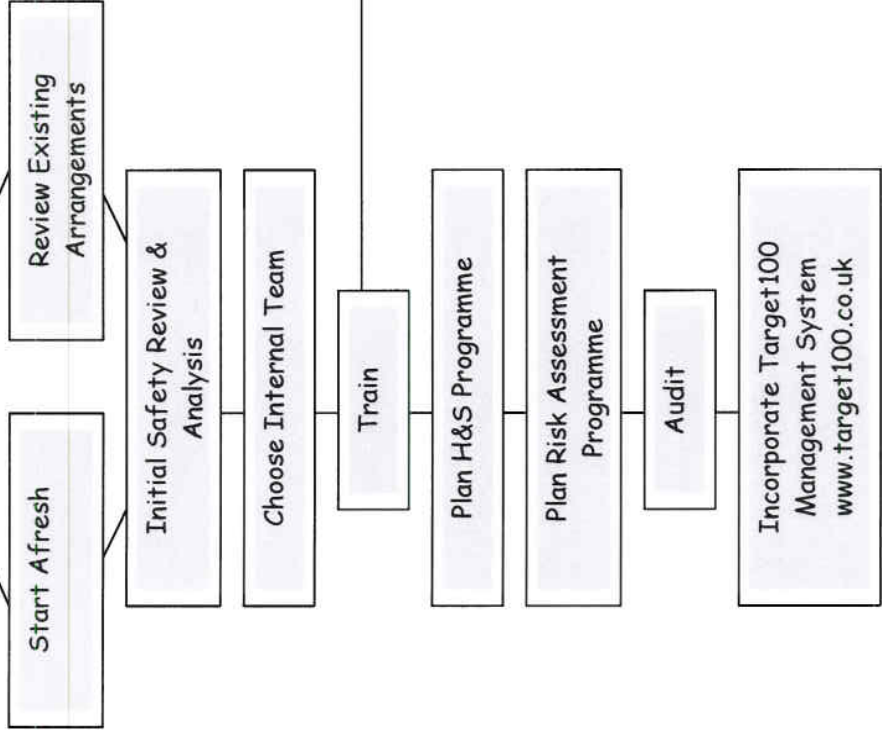 Start Afresh
Review Existing
Arrangements
Initial Safety Review &
Analysis
Choose Internal Team
Train
Plan H&S Programme
Plan Risk Assessment
Programme
Audit
Incorporate Target100
Management System
www.target100.co.uk